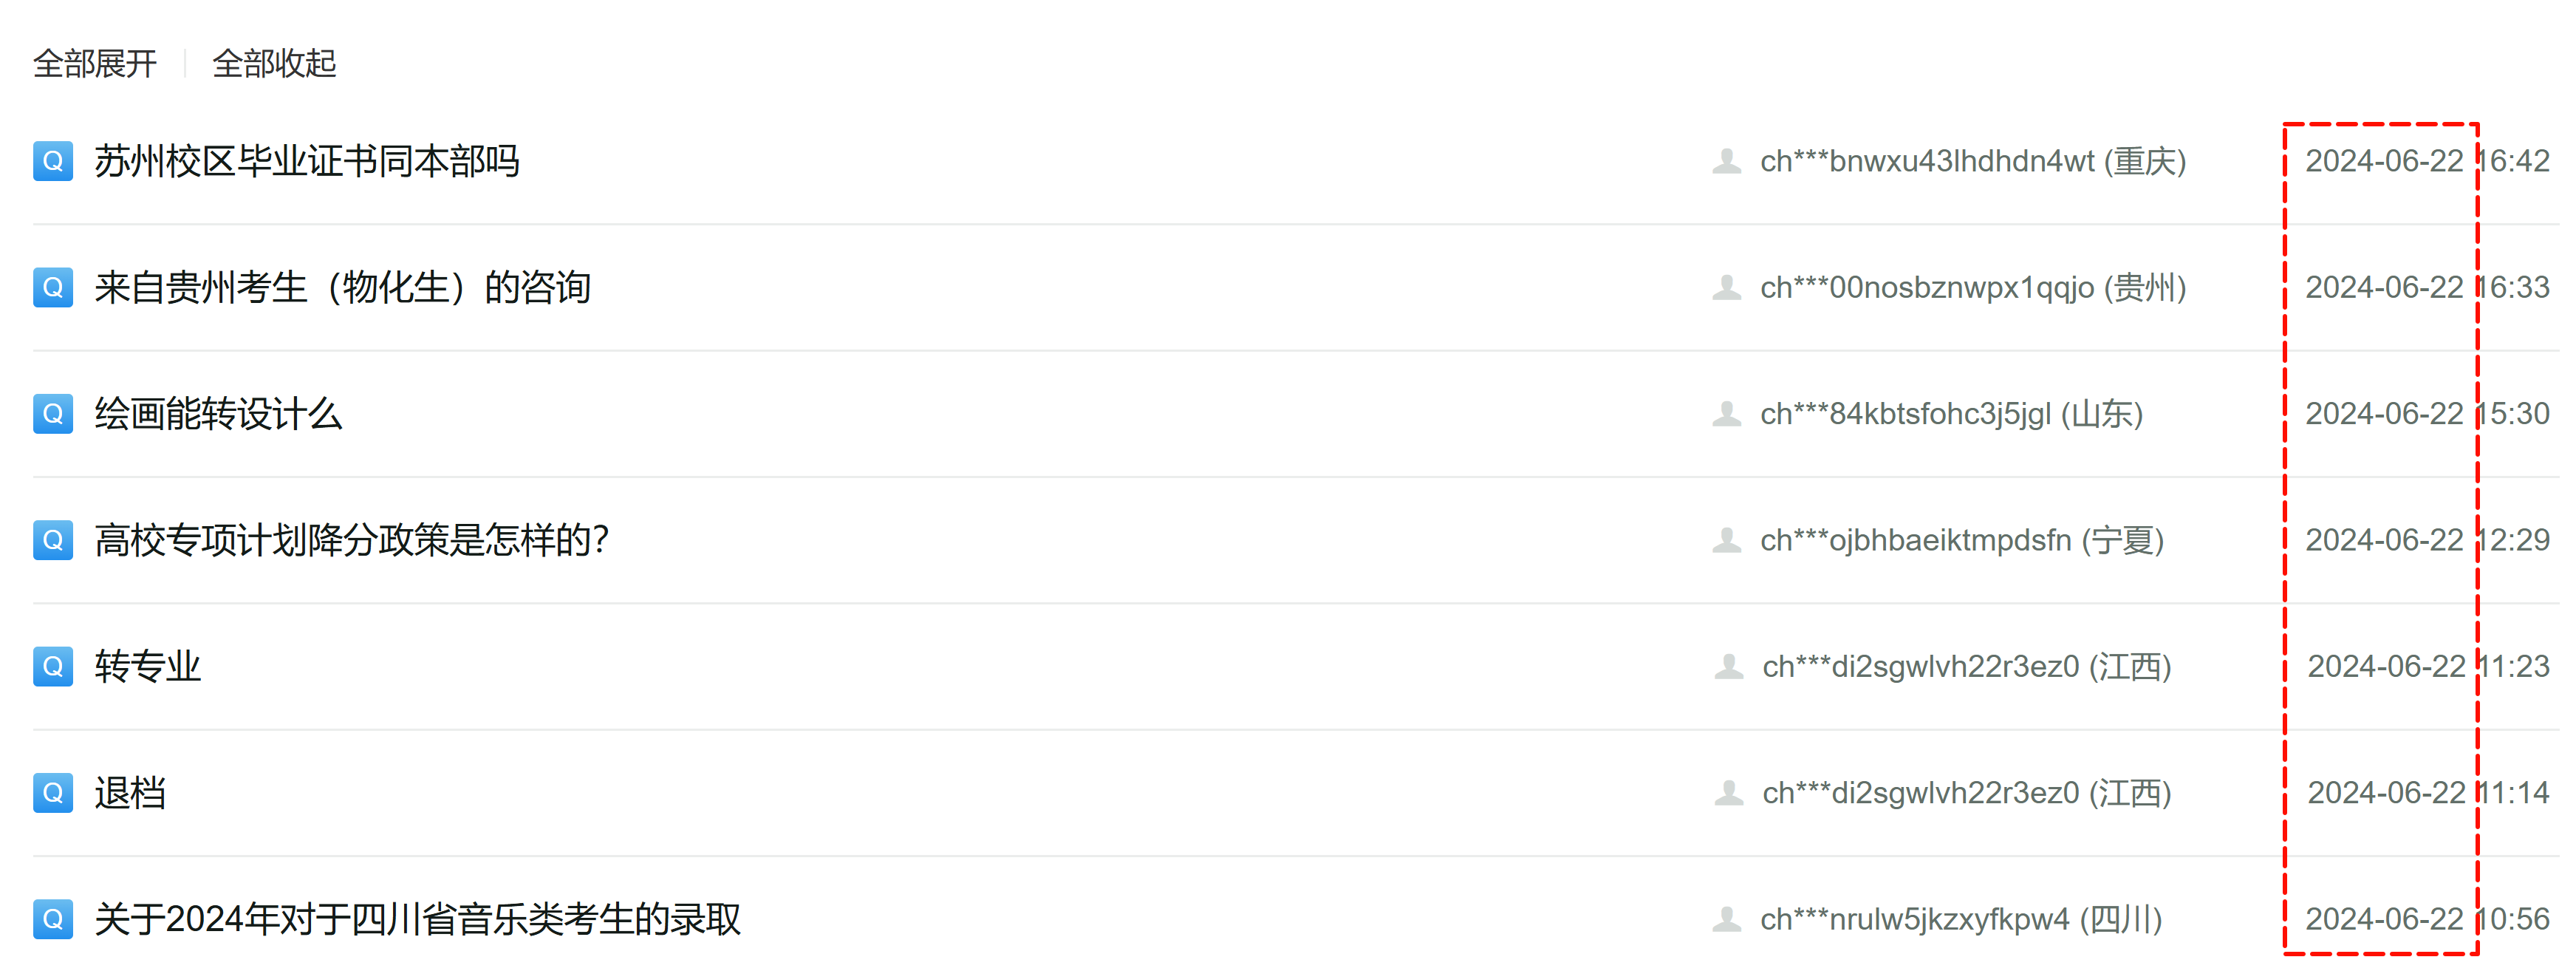 全部展开 | 全部收起
Q 苏州校区毕业证书同本部吗 ch***bnwxu43lhdhdn4wt (重庆) 2024-06-22 16:42
Q 来自贵州考生（物化生）的咨询 ch***00nosbznwpx1qqjo (贵州) 2024-06-22 16:33
Q 绘画能转设计么 ch***84kbtsfohc3j5jgl (山东) 2024-06-22 15:30
Q 高校专项计划降分政策是怎样的? ch***ojbhbaeiktmpdsfn (宁夏) 2024-06-22 12:29
Q 转专业 ch***di2sgwlvh22r3ez0 (江西) 2024-06-22 11:23
Q 退档 ch***di2sgwlvh22r3ez0 (江西) 2024-06-22 11:14
Q 关于2024年对于四川省音乐类考生的录取 ch***nrulw5jkzxyfkpw4 (四川) 2024-06-22 10:56